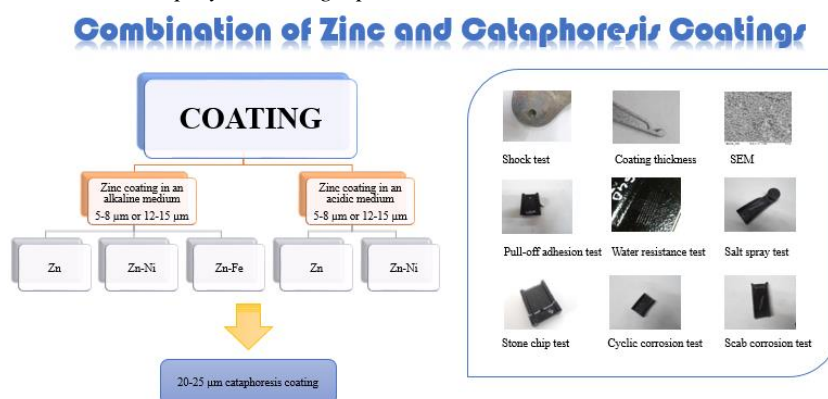 Combination of Zinc and Cataphoresis Coatings
COATING
Zinc coating in an
alkaline medium
5-8 µm or 12-15 µm
Zinc coating in an
acidic medium
5-8 µm or 12-15 µm
Zn
Zn-Ni
Zn-Fe
Zn
Zn-Ni
20-25 µm cataphoresis coating
Shock test
Coating thickness
SEM
Pull-off adhesion test
Water resistance test
Salt spray test
Stone chip test
Cyclic corrosion test
Scab corrosion test